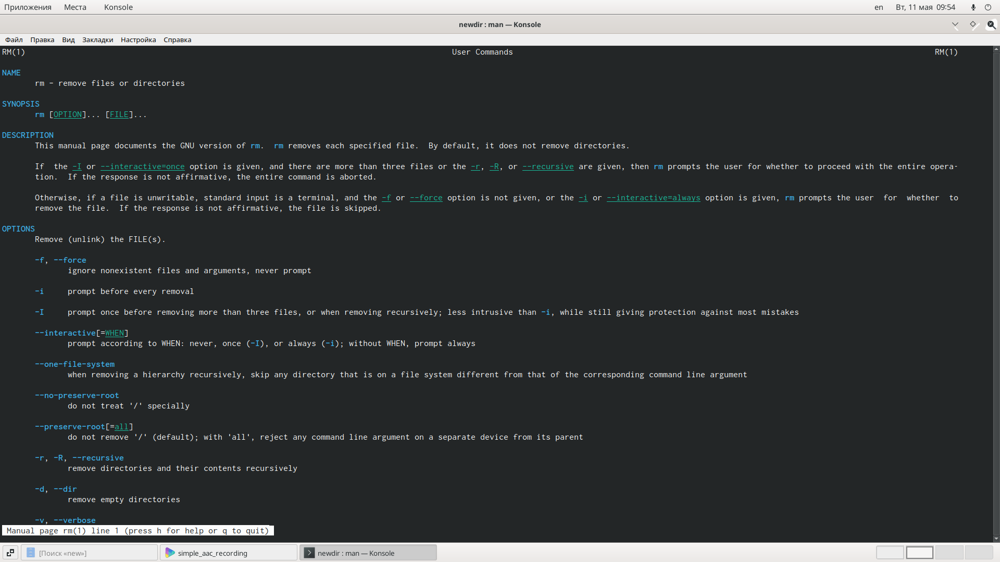 Приложения Места Konsole en Вт, 11 мая 09:54
newdir : man — Konsole
Файл Правка Вид Закладки Настройка Справка
RM(1) User Commands RM(1)
NAME
rm - remove files or directories
SYNOPSIS
rm [OPTION]... [FILE]...
DESCRIPTION
This manual page documents the GNU version of rm. rm removes each specified file. By default, it does not remove directories.
If the -I or --interactive=once option is given, and there are more than three files or the -r, -R, or --recursive are given, then rm prompts the user for whether to proceed with the entire opera-
tion. If the response is not affirmative, the entire command is aborted.
Otherwise, if a file is unwritable, standard input is a terminal, and the -f or --force option is not given, or the -i or --interactive=always option is given, rm prompts the user for whether to
remove the file. If the response is not affirmative, the file is skipped.
OPTIONS
Remove (unlink) the FILE(s).
-f, --force
ignore nonexistent files and arguments, never prompt
-i prompt before every removal
-I prompt once before removing more than three files, or when removing recursively; less intrusive than -i, while still giving protection against most mistakes
--interactive[=WHEN]
prompt according to WHEN: never, once (-I), or always (-i); without WHEN, prompt always
--one-file-system
when removing a hierarchy recursively, skip any directory that is on a file system different from that of the corresponding command line argument
--no-preserve-root
do not treat '/' specially
--preserve-root[=all]
do not remove '/' (default); with 'all', reject any command line argument on a separate device from its parent
-r, -R, --recursive
remove directories and their contents recursively
-d, --dir
remove empty directories
-v, --verbose
Manual page rm(1) line 1 (press h for help or q to quit)
[Поиск «new»] simple_aac_recording newdir : man — Konsole